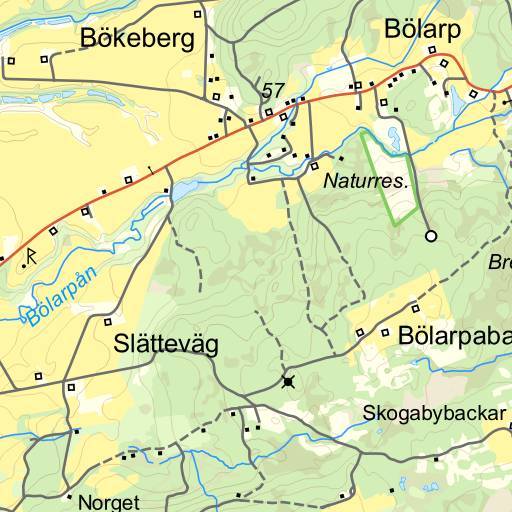 Bökeberg
Bölarp
57
Naturres.
Bre
Bölarpån
Slätteväg
Bölarpaba
Skogabybackar
Norget